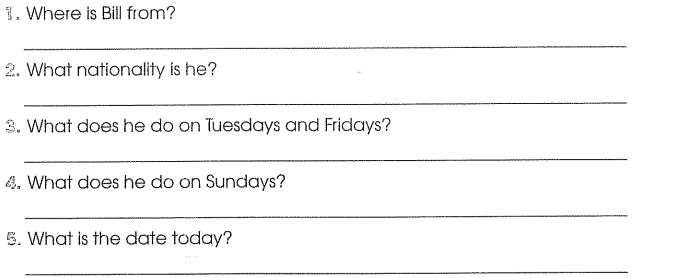 1. Where is Bill from?
2. What nationality is he?
3. What does he do on Tuesdays and Fridays?
4. What does he do on Sundays?
5. What is the date today?